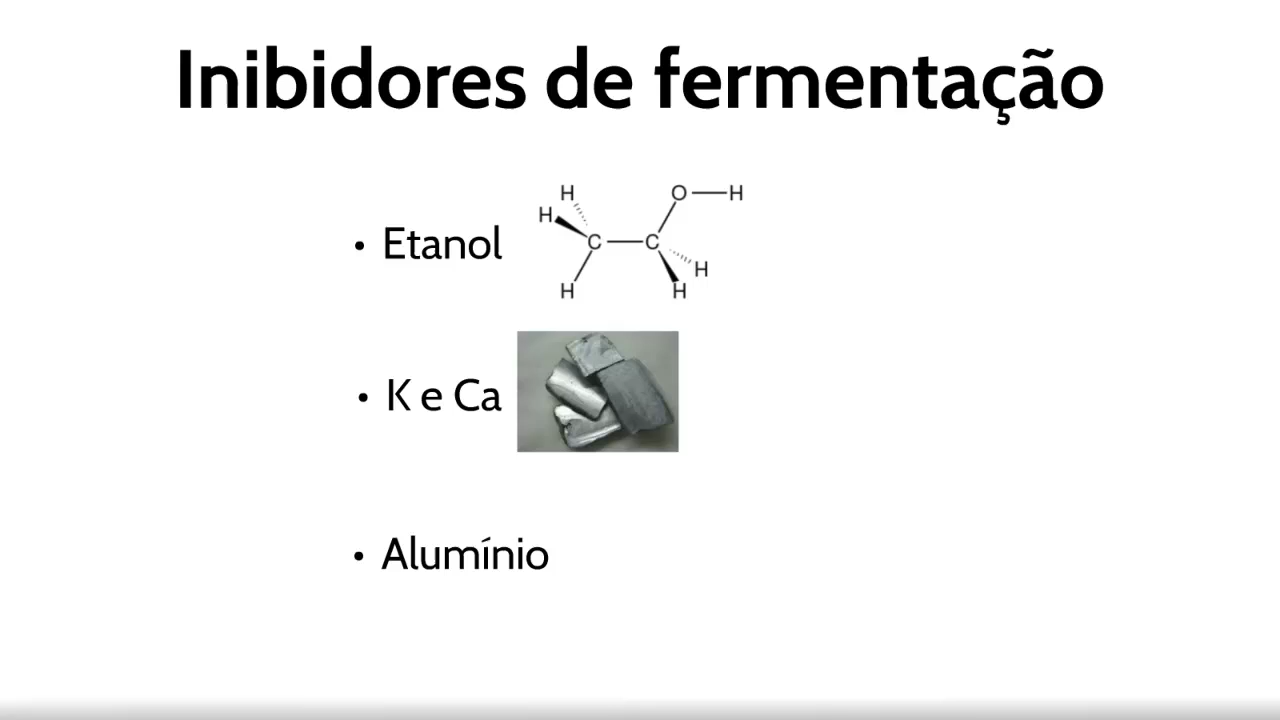 Inibidores de fermentação
H
O H
H
• Etanol
C C
H
H
H
• K e Ca
• Alumínio